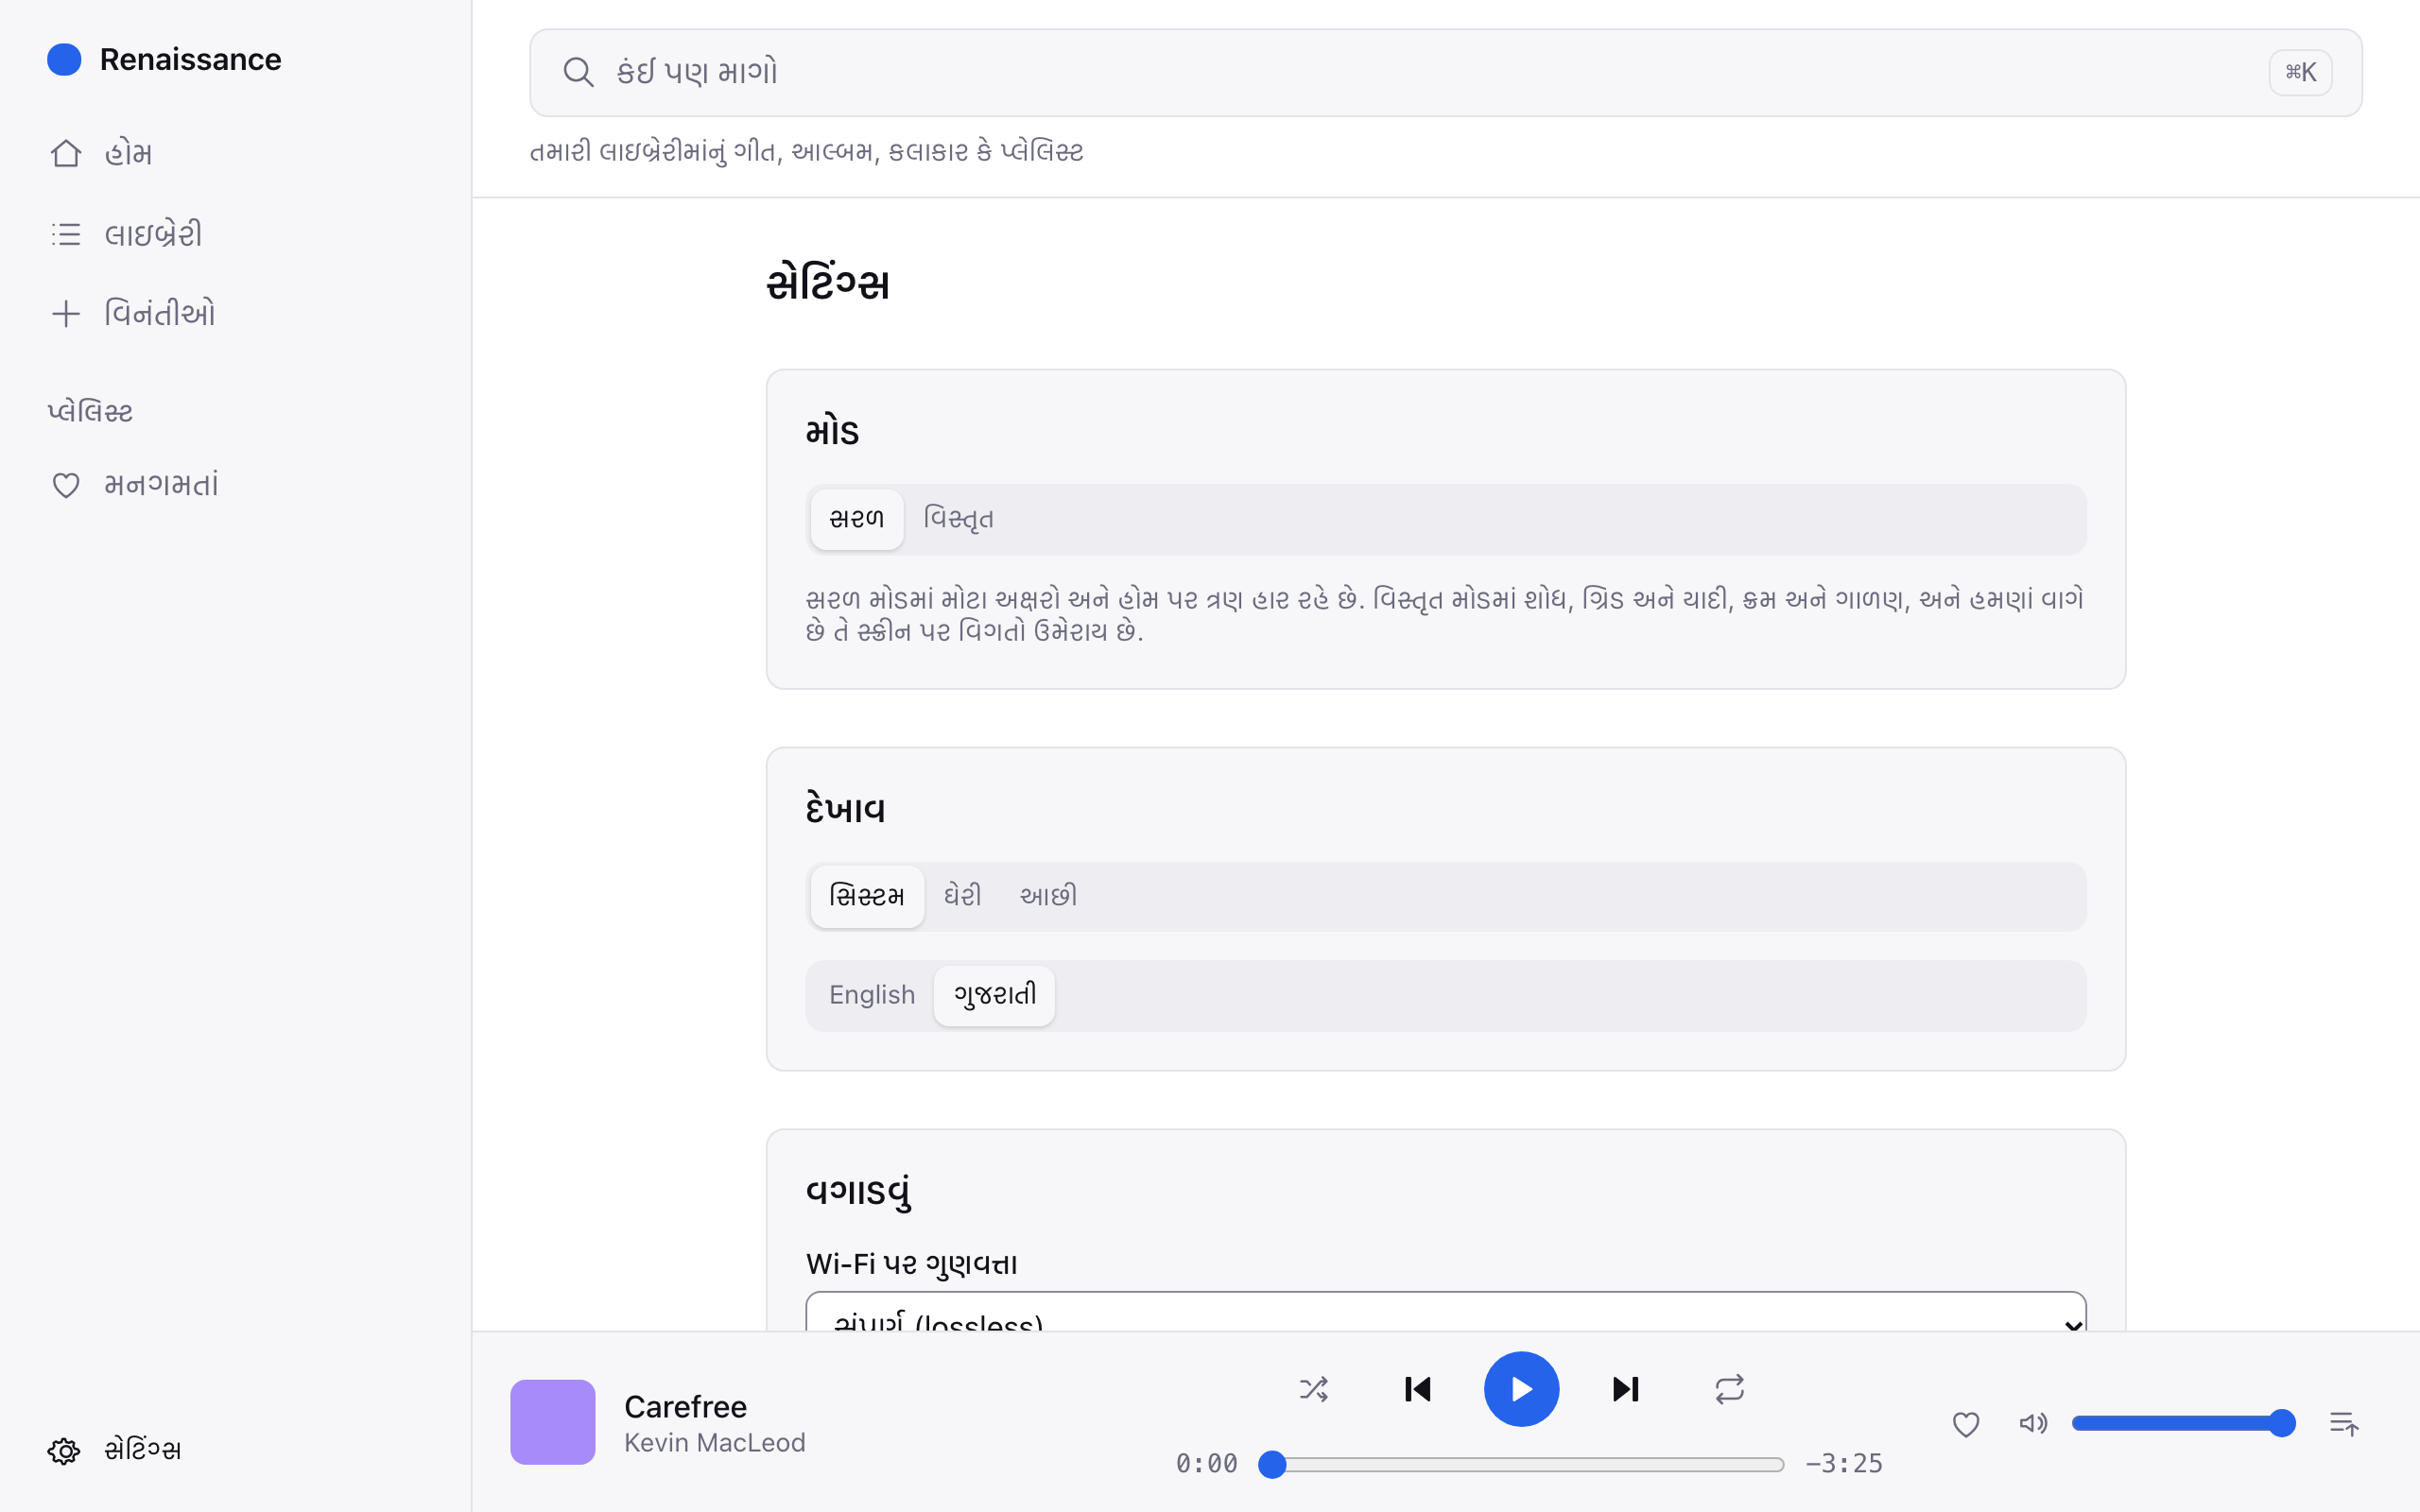 Renaissance
હોમ
લાઇબ્રેરી
વિનંતીઓ
પ્લેલિસ્ટ
મનગમતાં
સેટિંગ્સ
કંઈ પણ માગો
⌘K
તમારી લાઇબ્રેરીમાંનું ગીત, આલ્બમ, કલાકાર કે પ્લેલિસ્ટ
સેટિંગ્સ
મોડ
સરળ વિસ્તૃત
સરળ મોડમાં મોટા અક્ષરો અને હોમ પર ત્રણ હાર રહે છે. વિસ્તૃત મોડમાં શોધ, ગ્રિડ અને યાદી, ક્રમ અને ગાળણ, અને હમણાં વાગે
છે તે સ્ક્રીન પર વિગતો ઉમેરાય છે.
દેખાવ
સિસ્ટમ ઘેરી આછી
English ગુજરાતી
વગાડવું
Wi-Fi પર ગુણવત્તા
સંપૂર્ણ (lossless)
Carefree
Kevin MacLeod
0:00
−3:25